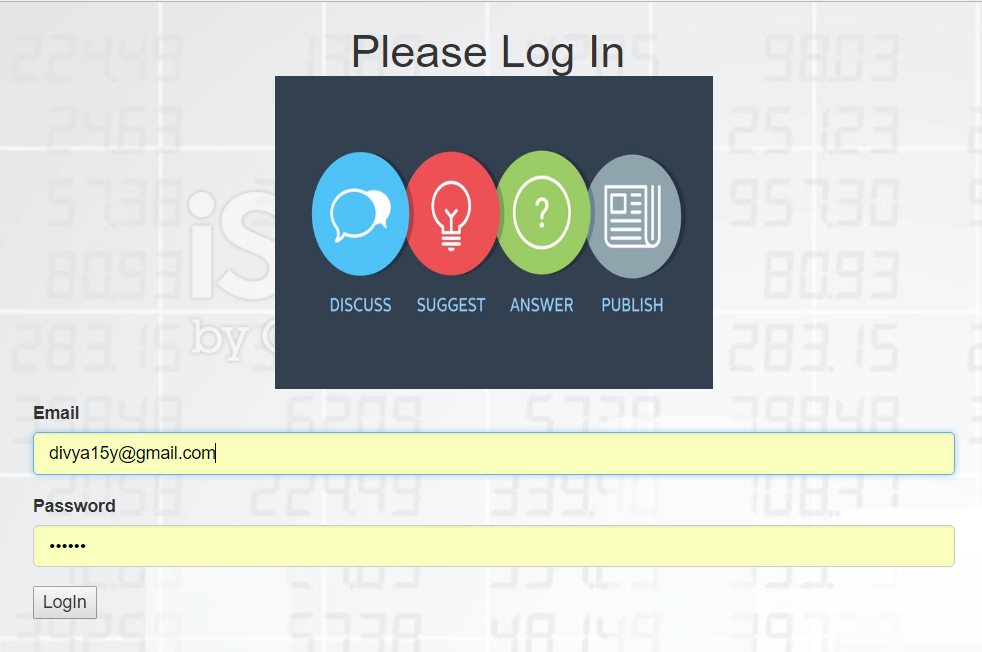 Please Log In
DISCUSS SUGGEST ANSWER PUBLISH
Email
divya15y@gmail.com
Password
••••••
LogIn